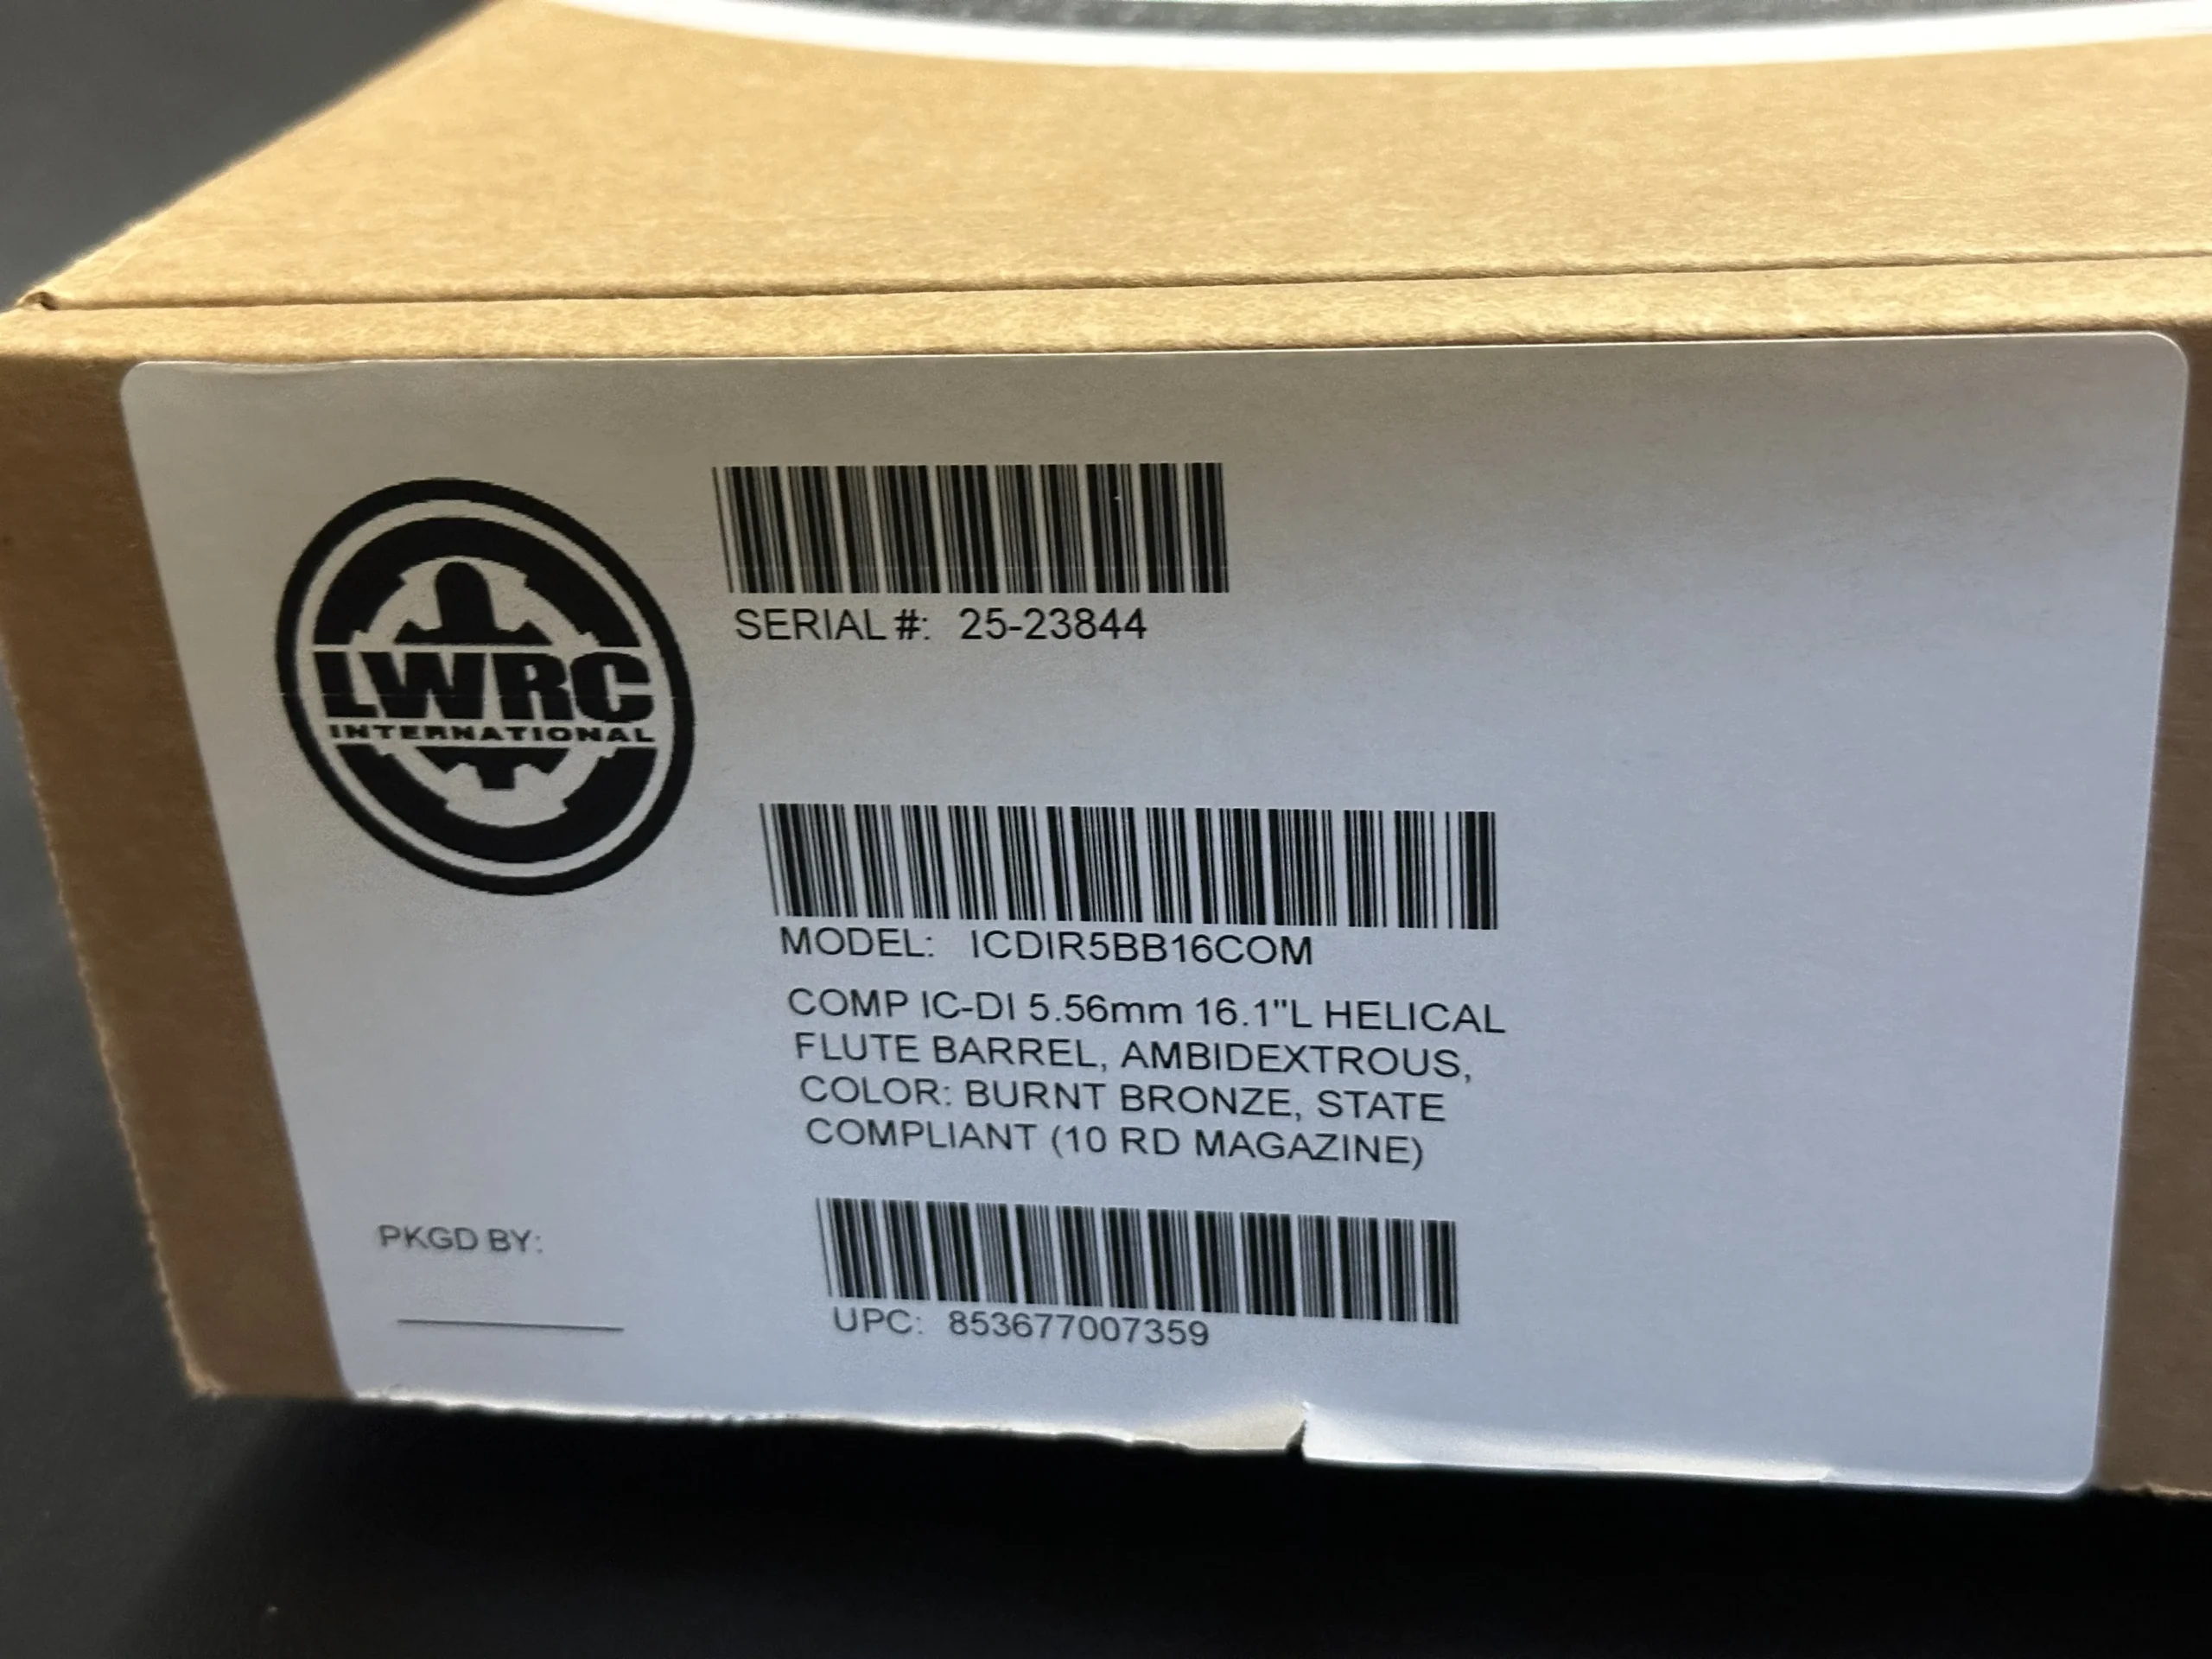 LWRC
INTERNATIONAL
SERIAL #: 25-23844
MODEL: ICDIR5BB16COM
COMP IC-DI 5.56mm 16.1"L HELICAL
FLUTE BARREL, AMBIDEXTROUS,
COLOR: BURNT BRONZE, STATE
COMPLIANT (10 RD MAGAZINE)
PKGD BY:
UPC: 853677007359